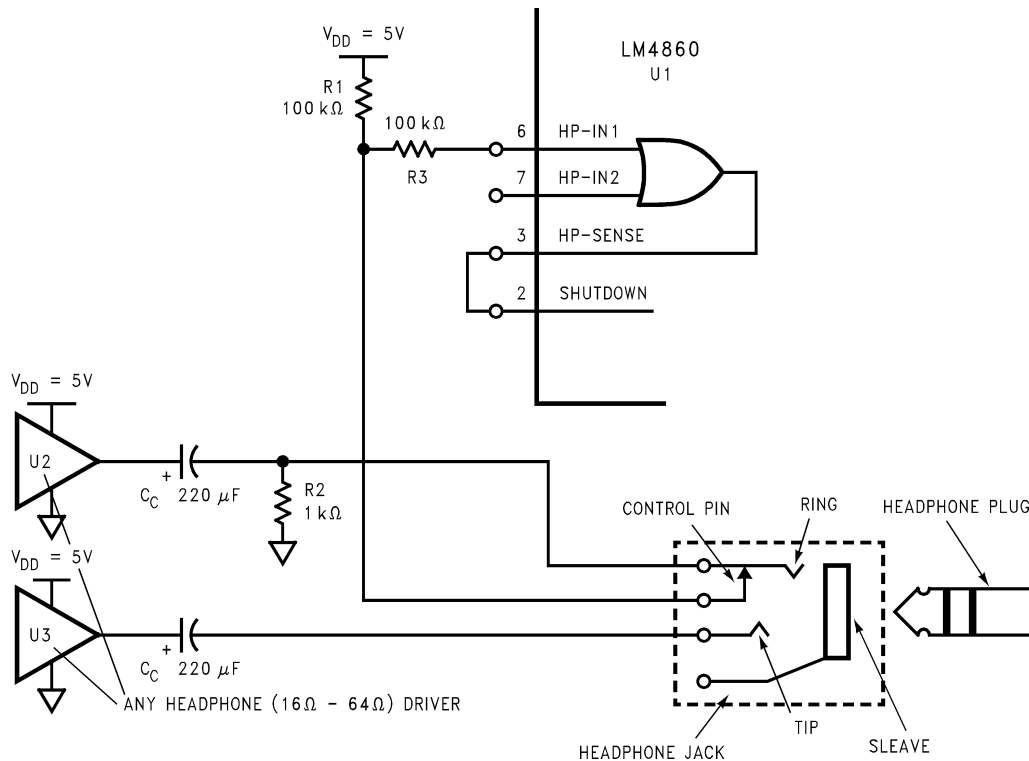 V_DD = 5V
R1
100 kΩ
100 kΩ
R3
LM4860
U1
6 HP-IN1
7 HP-IN2
3 HP-SENSE
2 SHUTDOWN
V_DD = 5V
U2
+
C_C 220 μF
R2
1 kΩ
V_DD = 5V
U3
+
C_C 220 μF
ANY HEADPHONE (16Ω - 64Ω) DRIVER
CONTROL PIN
RING
HEADPHONE PLUG
TIP
SLEAVE
HEADPHONE JACK